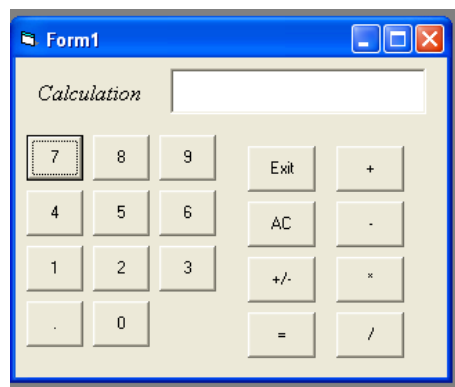 Form1
Calculation
7 8 9
Exit +
4 5 6
AC -
1 2 3
+/- *
. 0
= /